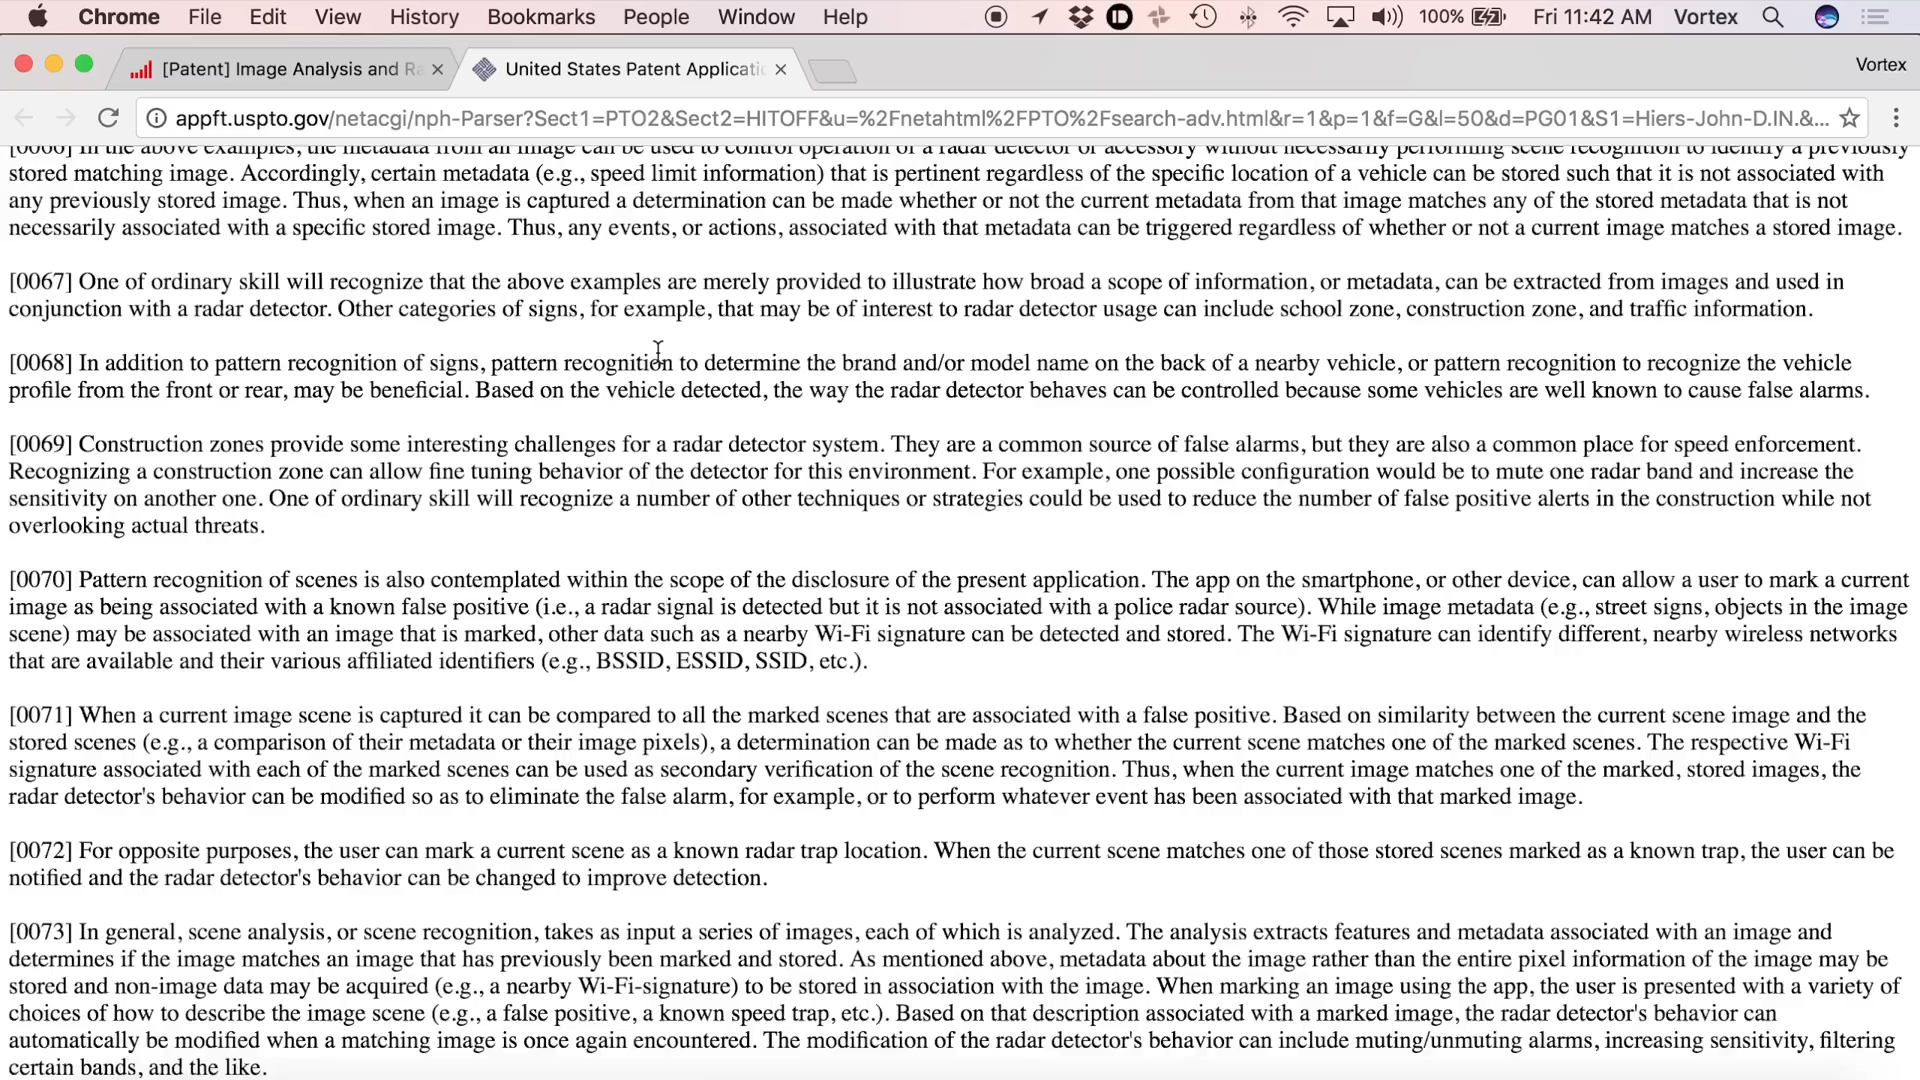 Chrome File Edit View History Bookmarks People Window Help 100% Fri 11:42 AM Vortex
[Patent] Image Analysis and Ra United States Patent Applicati Vortex
appft.uspto.gov/netacgi/nph-Parser?Sect1=PTO2&Sect2=HITOFF&u=%2Fnetahtml%2FPTO%2Fsearch-adv.html&r=1&p=1&f=G&l=50&d=PG01&S1=Hiers-John-D.IN.&...
[0066] In the above examples, the metadata from an image can be used to control operation of a radar detector or accessory without necessarily performing scene recognition to identify a previously
stored matching image. Accordingly, certain metadata (e.g., speed limit information) that is pertinent regardless of the specific location of a vehicle can be stored such that it is not associated with
any previously stored image. Thus, when an image is captured a determination can be made whether or not the current metadata from that image matches any of the stored metadata that is not
necessarily associated with a specific stored image. Thus, any events, or actions, associated with that metadata can be triggered regardless of whether or not a current image matches a stored image.
[0067] One of ordinary skill will recognize that the above examples are merely provided to illustrate how broad a scope of information, or metadata, can be extracted from images and used in
conjunction with a radar detector. Other categories of signs, for example, that may be of interest to radar detector usage can include school zone, construction zone, and traffic information.
[0068] In addition to pattern recognition of signs, pattern recognition to determine the brand and/or model name on the back of a nearby vehicle, or pattern recognition to recognize the vehicle
profile from the front or rear, may be beneficial. Based on the vehicle detected, the way the radar detector behaves can be controlled because some vehicles are well known to cause false alarms.
[0069] Construction zones provide some interesting challenges for a radar detector system. They are a common source of false alarms, but they are also a common place for speed enforcement.
Recognizing a construction zone can allow fine tuning behavior of the detector for this environment. For example, one possible configuration would be to mute one radar band and increase the
sensitivity on another one. One of ordinary skill will recognize a number of other techniques or strategies could be used to reduce the number of false positive alerts in the construction while not
overlooking actual threats.
[0070] Pattern recognition of scenes is also contemplated within the scope of the disclosure of the present application. The app on the smartphone, or other device, can allow a user to mark a current
image as being associated with a known false positive (i.e., a radar signal is detected but it is not associated with a police radar source). While image metadata (e.g., street signs, objects in the image
scene) may be associated with an image that is marked, other data such as a nearby Wi-Fi signature can be detected and stored. The Wi-Fi signature can identify different, nearby wireless networks
that are available and their various affiliated identifiers (e.g., BSSID, ESSID, SSID, etc.).
[0071] When a current image scene is captured it can be compared to all the marked scenes that are associated with a false positive. Based on similarity between the current scene image and the
stored scenes (e.g., a comparison of their metadata or their image pixels), a determination can be made as to whether the current scene matches one of the marked scenes. The respective Wi-Fi
signature associated with each of the marked scenes can be used as secondary verification of the scene recognition. Thus, when the current image matches one of the marked, stored images, the
radar detector's behavior can be modified so as to eliminate the false alarm, for example, or to perform whatever event has been associated with that marked image.
[0072] For opposite purposes, the user can mark a current scene as a known radar trap location. When the current scene matches one of those stored scenes marked as a known trap, the user can be
notified and the radar detector's behavior can be changed to improve detection.
[0073] In general, scene analysis, or scene recognition, takes as input a series of images, each of which is analyzed. The analysis extracts features and metadata associated with an image and
determines if the image matches an image that has previously been marked and stored. As mentioned above, metadata about the image rather than the entire pixel information of the image may be
stored and non-image data may be acquired (e.g., a nearby Wi-Fi-signature) to be stored in association with the image. When marking an image using the app, the user is presented with a variety of
choices of how to describe the image scene (e.g., a false positive, a known speed trap, etc.). Based on that description associated with a marked image, the radar detector's behavior can
automatically be modified when a matching image is once again encountered. The modification of the radar detector's behavior can include muting/unmuting alarms, increasing sensitivity, filtering
certain bands, and the like.